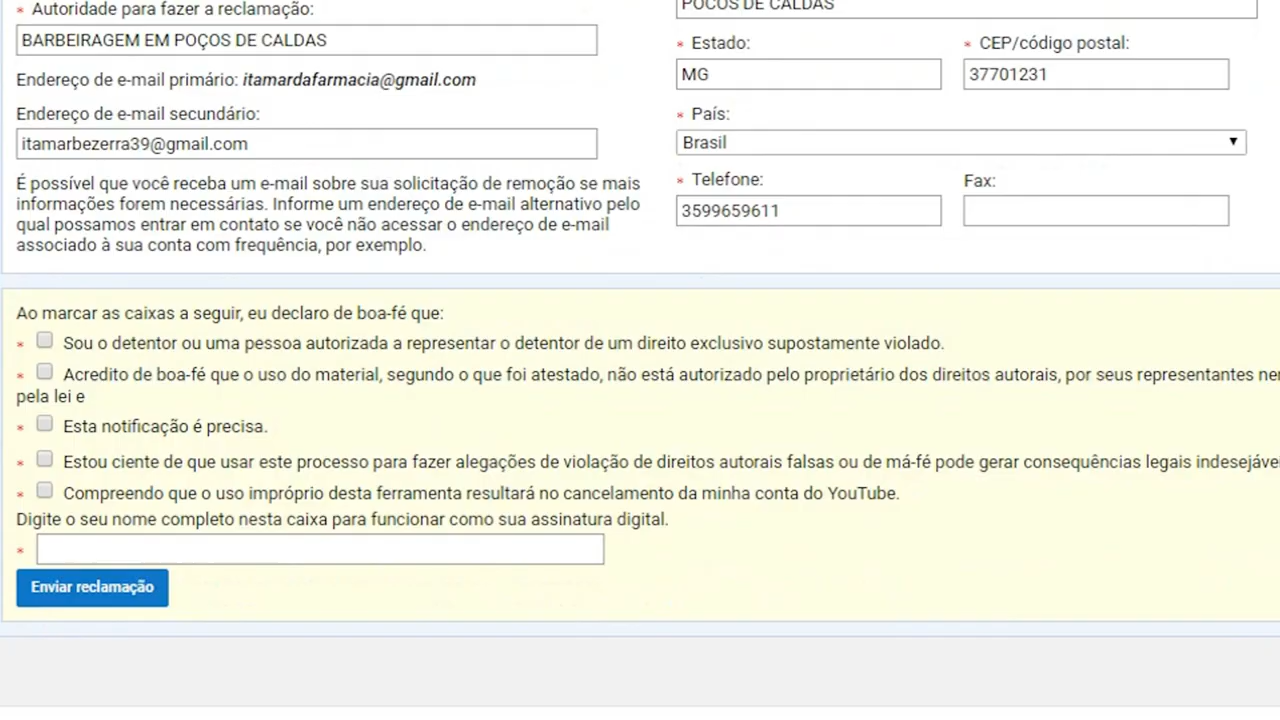 * Autoridade para fazer a reclamação:
BARBEIRAGEM EM POÇOS DE CALDAS
Endereço de e-mail primário: itamardafarmacia@gmail.com
Endereço de e-mail secundário:
itamarbezerra39@gmail.com
É possível que você receba um e-mail sobre sua solicitação de remoção se mais
informações forem necessárias. Informe um endereço de e-mail alternativo pelo
qual possamos entrar em contato se você não acessar o endereço de e-mail
associado à sua conta com frequência, por exemplo.
POCOS DE CALDAS
* Estado:
* CEP/código postal:
MG
37701231
* País:
Brasil
* Telefone:
Fax:
3599659611
Ao marcar as caixas a seguir, eu declaro de boa-fé que:
* Sou o detentor ou uma pessoa autorizada a representar o detentor de um direito exclusivo supostamente violado.
* Acredito de boa-fé que o uso do material, segundo o que foi atestado, não está autorizado pelo proprietário dos direitos autorais, por seus representantes nem
pela lei e
* Esta notificação é precisa.
* Estou ciente de que usar este processo para fazer alegações de violação de direitos autorais falsas ou de má-fé pode gerar consequências legais
* Compreendo que o uso impróprio desta ferramenta resultará no cancelamento da minha conta do YouTube.
Digite o seu nome completo nesta caixa para funcionar como sua assinatura digital.
*
Enviar reclamação